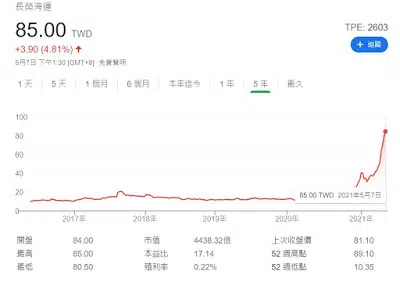 長榮海運
85.00 TWD
TPE: 2603
+3.90 (4.81%) ↑
追蹤
5月7日 下午1:30 [GMT+8] · 免責聲明
1 天 5 天 1 個月 6 個月 本年迄今 1 年 5 年 最久
100
80
60
40
20
0
85.00 TWD 2021年5月7日
2017年 2018年 2019年 2020年 2021年
開盤 84.00 市值 4438.32億 上次收盤價 81.10
最高 85.00 本益比 17.14 52 週高點 89.10
最低 80.50 殖利率 0.22% 52 週低點 10.35